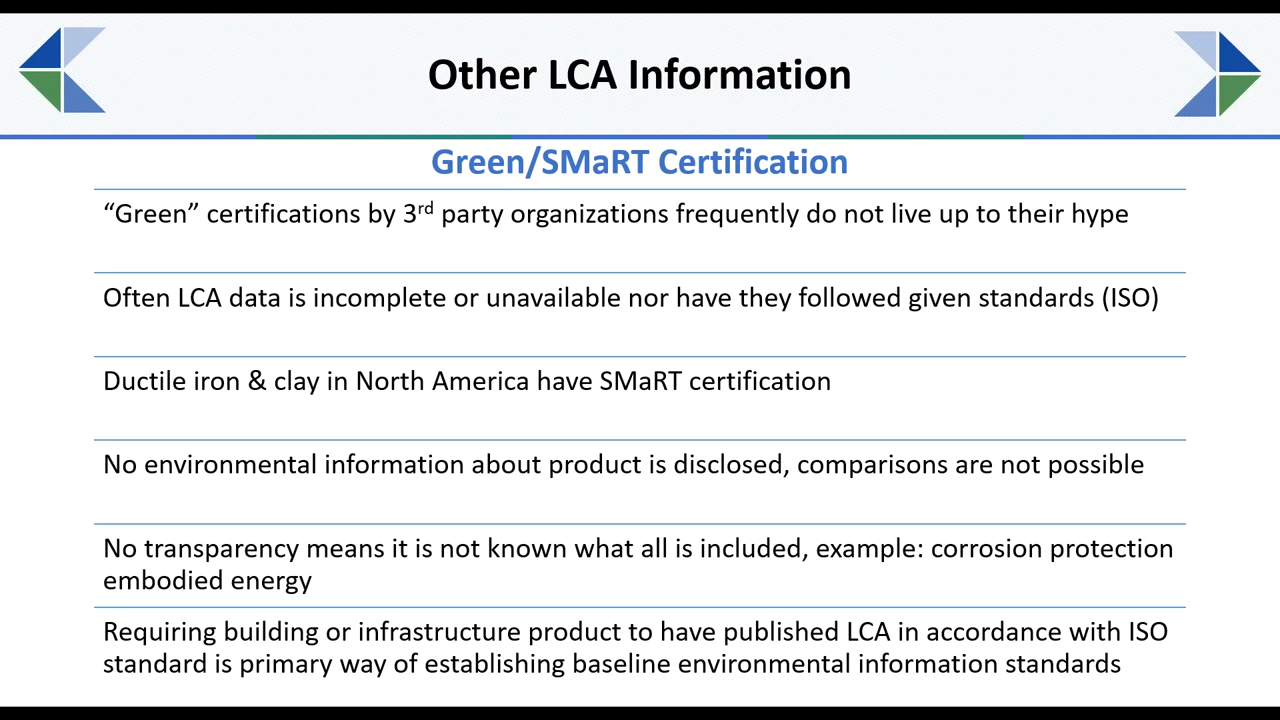 Other LCA Information
Green/SMaRT Certification
“Green” certifications by 3rd party organizations frequently do not live up to their hype
Often LCA data is incomplete or unavailable nor have they followed given standards (ISO)
Ductile iron & clay in North America have SMaRT certification
No environmental information about product is disclosed, comparisons are not possible
No transparency means it is not known what all is included, example: corrosion protection
embodied energy
Requiring building or infrastructure product to have published LCA in accordance with ISO
standard is primary way of establishing baseline environmental information standards